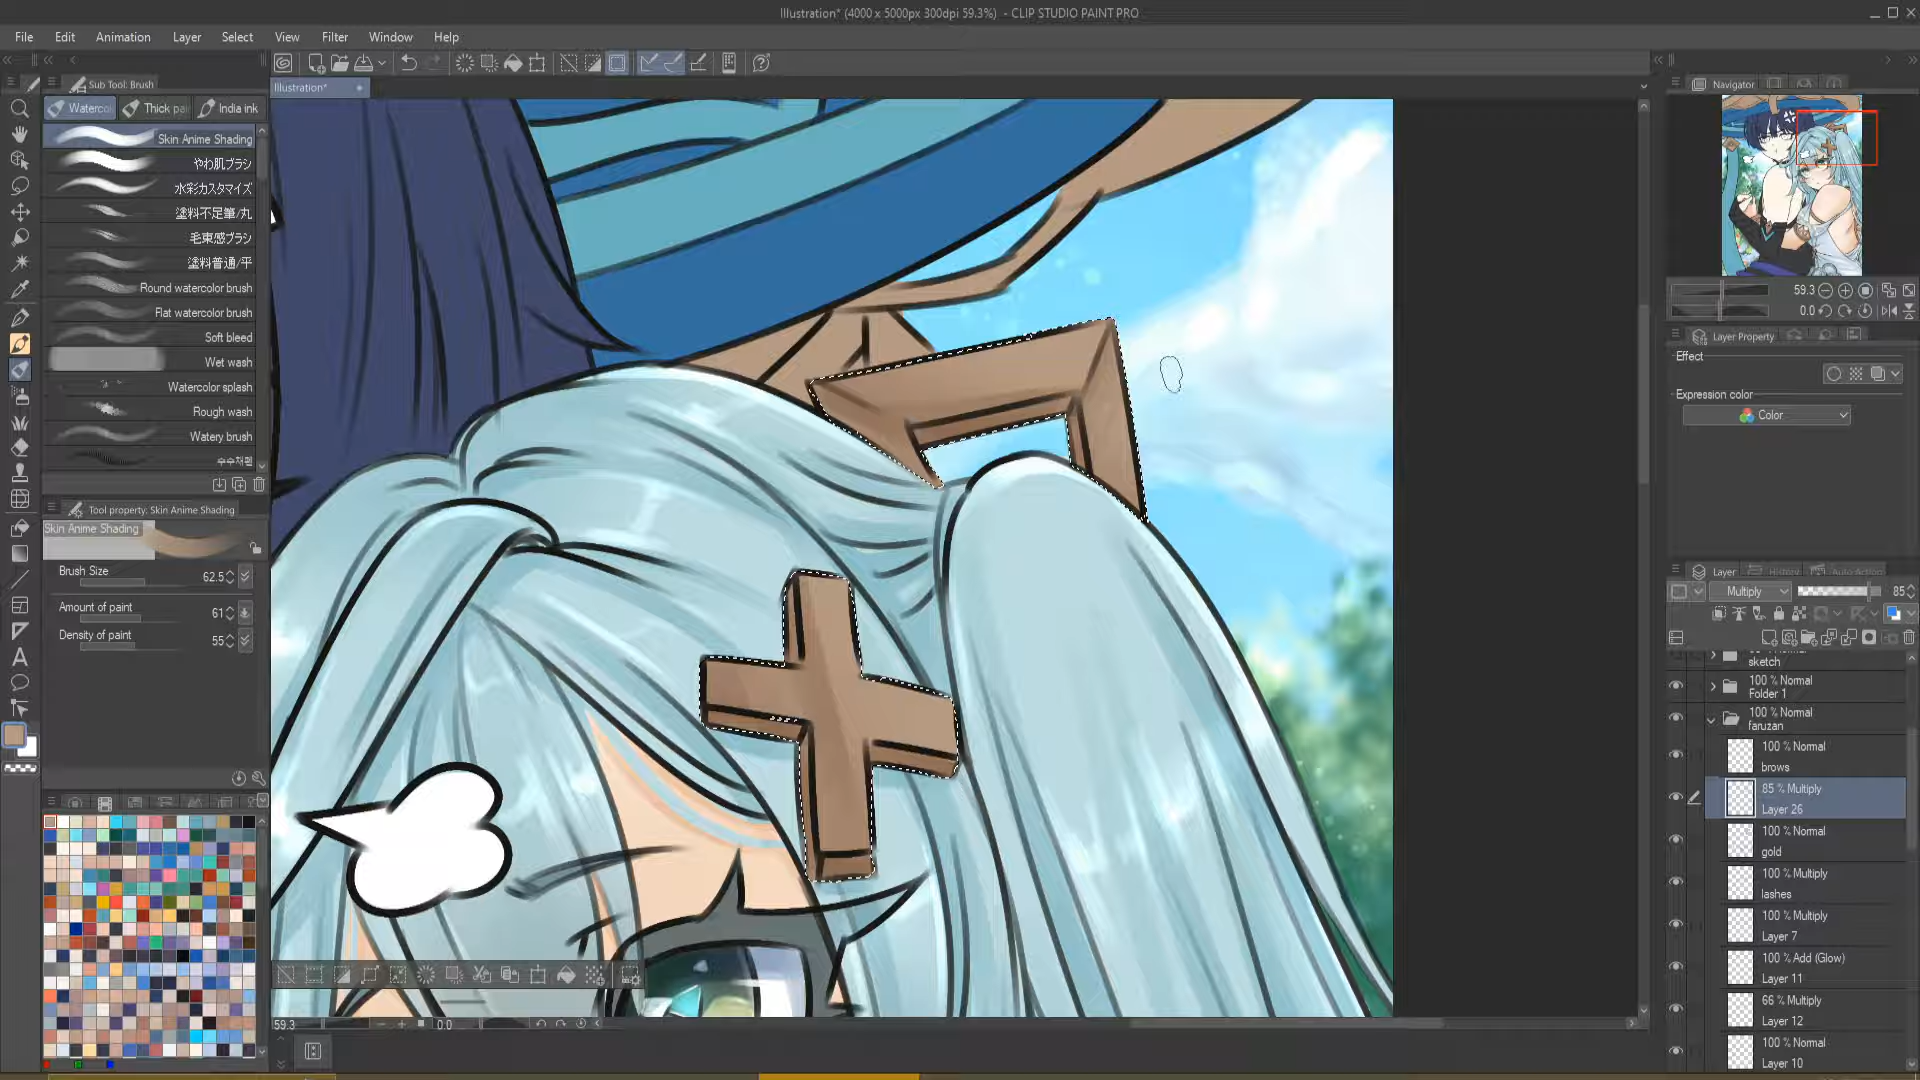 Illustration* (4000 x 5000px 300dpi 59.3%) - CLIP STUDIO PAINT PRO
File Edit Animation Layer Select View Filter Window Help
Sub Tool: Brush
Illustration*
Navigator
Waterco Thick pa India ink
Skin Anime Shading
やわ肌ブラシ
水彩カスタマイズ
塗料不足筆/丸
毛束感ブラシ
塗料普通/平
Round watercolor brush
Flat watercolor brush
Soft bleed
Wet wash
Watercolor splash
Rough wash
Watery brush
Tool property: Skin Anime Shading
Skin Anime Shading
Brush Size 62.5
Amount of paint 61
Density of paint 55
59.3 0.0
59.3
0.0
Layer Property
Effect
Expression color
Color
Layer History Auto Action
Multiply 85
sketch
100 % Normal
Folder 1
100 % Normal
faruzan
100 % Normal
brows
85 % Multiply
Layer 26
100 % Normal
gold
100 % Multiply
lashes
100 % Multiply
Layer 7
100 % Add (Glow)
Layer 11
66 % Multiply
Layer 12
100 % Normal
Layer 10